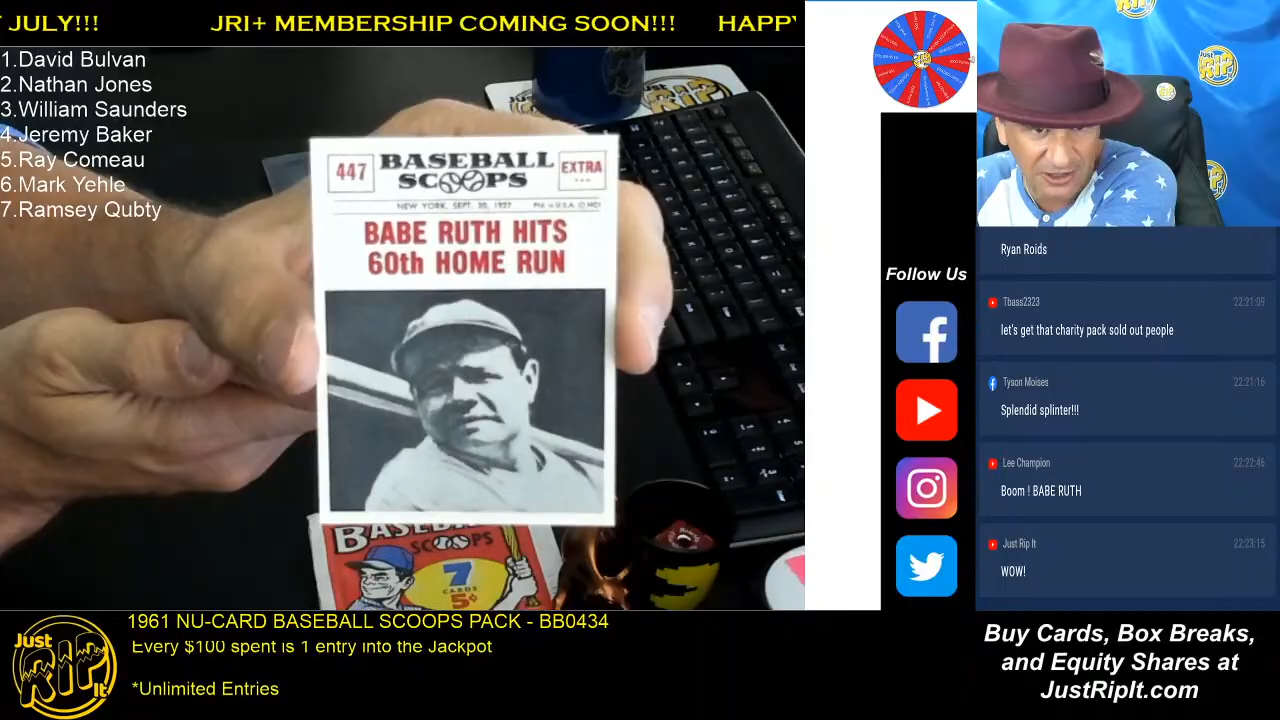 T JULY!!!
JRI+ MEMBERSHIP COMING SOON!!!
HAPPY
1.David Bulvan
2.Nathan Jones
3.William Saunders
4.Jeremy Baker
5.Ray Comeau
6.Mark Yehle
7.Ramsey Qubty
447
BASEBALL
SCOOPS
EXTRA
NEW YORK, SEPT. 30, 1927
BABE RUTH HITS
60th HOME RUN
BASEBALL
SCOOPS
7
CARDS
5¢
Just
RIP
It
1961 NU-CARD BASEBALL SCOOPS PACK - BB0434
Every $100 spent is 1 entry into the Jackpot
*Unlimited Entries
Follow Us
Just
RIP
Ryan Roids
Tbass2323
22:21:09
let's get that charity pack sold out people
Tyson Moises
22:21:16
Splendid splinter!!!
Lee Champion
22:22:46
Boom ! BABE RUTH
Just Rip It
22:23:15
WOW!
Buy Cards, Box Breaks,
and Equity Shares at
JustRipIt.com